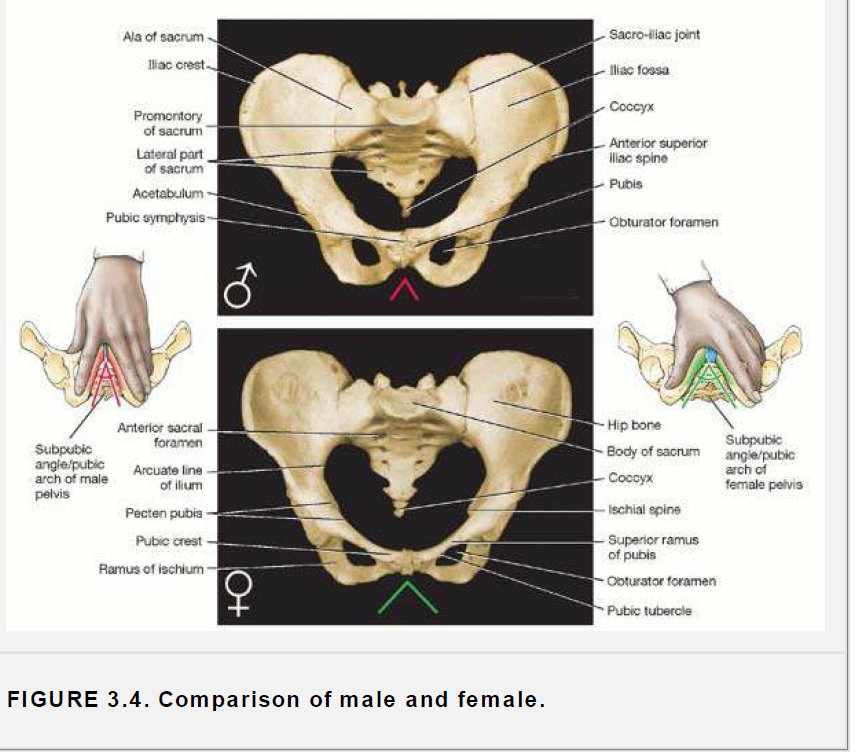 Ala of sacrum
Iliac crest
Promontory
of sacrum
Lateral part
of sacrum
Acetabulum
Pubic symphysis
Sacro-iliac joint
Iliac fossa
Coccyx
Anterior superior
iliac spine
Pubis
Obturator foramen
Subpubic
angle/pubic
arch of male
pelvis
Anterior sacral
foramen
Arcuate line
of ilium
Pecten pubis
Pubic crest
Ramus of ischium
Hip bone
Body of sacrum
Coccyx
Ischial spine
Superior ramus
of pubis
Obturator foramen
Pubic tubercle
Subpubic
angle/pubic
arch of
female pelvis
FIGURE 3.4. Comparison of male and female.